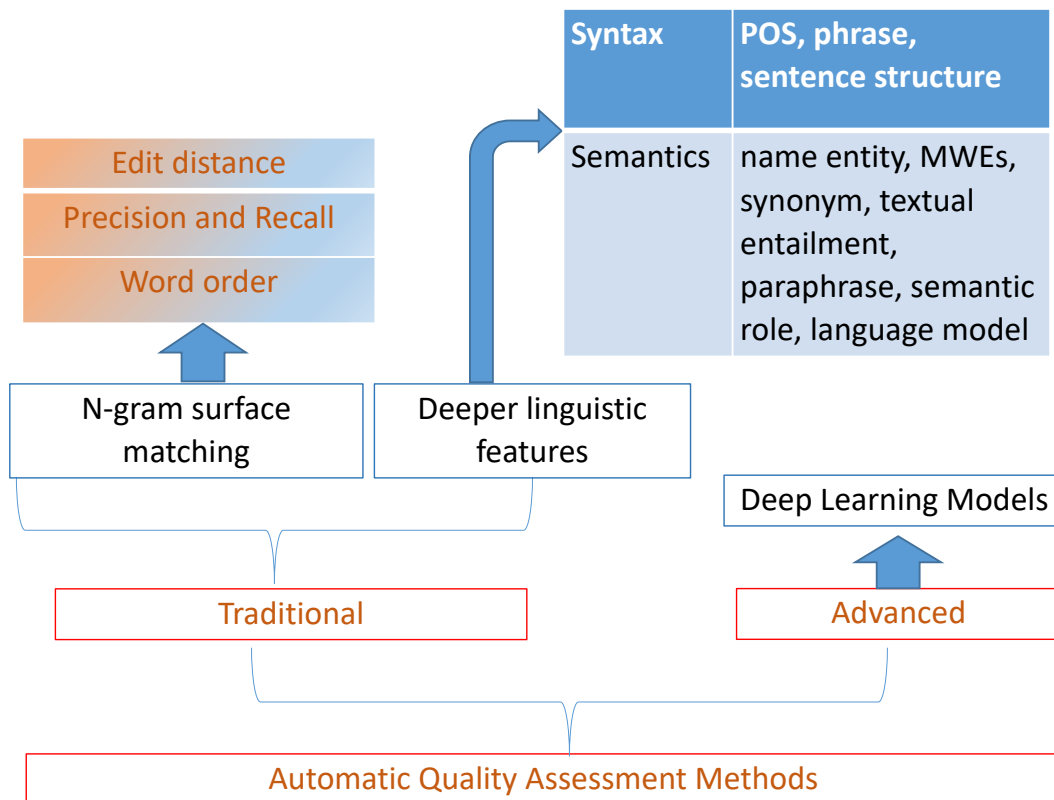 Syntax
POS, phrase,
sentence structure
Semantics
name entity, MWEs,
synonym, textual
entailment,
paraphrase, semantic
role, language model
Edit distance
Precision and Recall
Word order
N-gram surface
matching
Deeper linguistic
features
Deep Learning Models
Traditional
Advanced
Automatic Quality Assessment Methods